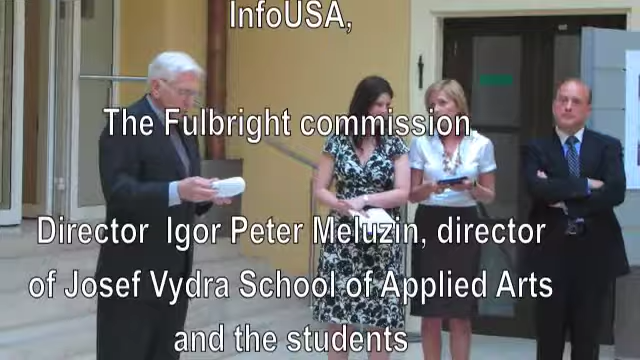 InfoUSA,
The Fulbright commission
Director Igor Peter Meluzin, director
of Josef Vydra School of Applied Arts
and the students